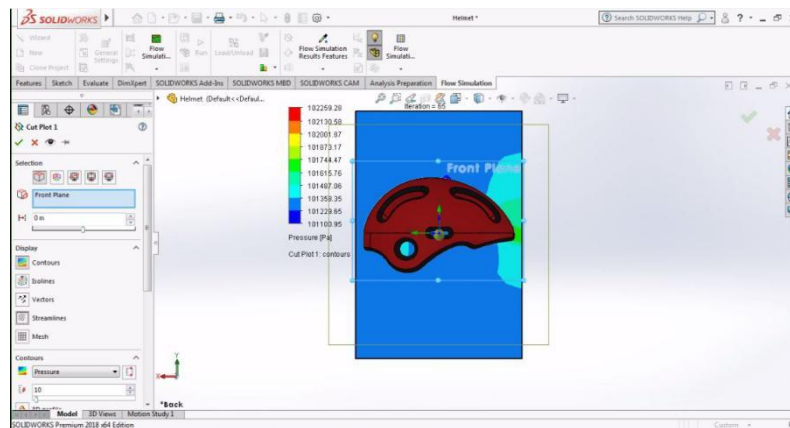 SOLIDWORKS
Helmet *
Search SOLIDWORKS Help
Wizard
New
Clone Project
General Settings
Flow Simulati...
Run
Load/Unload
Flow Simulation Results Features
Flow Simulati...
Features
Sketch
Evaluate
DimXpert
SOLIDWORKS Add-Ins
SOLIDWORKS MBD
SOLIDWORKS CAM
Analysis Preparation
Flow Simulation
Helmet (Default<<Defaul...
Iteration = 65
Cut Plot 1
Selection
Front Plane
0 m
Display
Contours
Isolines
Vectors
Streamlines
Mesh
Contours
Pressure
10
102259.28
102130.58
102001.87
101873.17
101744.47
101615.76
101487.06
101358.35
101229.65
101100.95
Pressure [Pa]
Cut Plot 1: contours
Front Plane
Y
X
*Back
Model
3D Views
Motion Study 1
SOLIDWORKS Premium 2018 x64 Edition
Custom